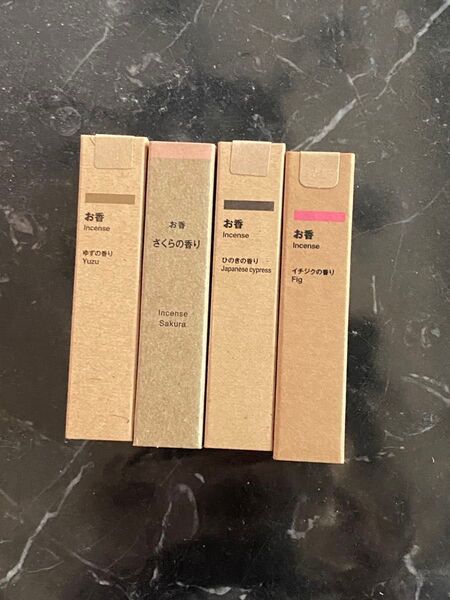 お香
Incense
ゆずの香り
Yuzu
お香
さくらの香り
Incense
Sakura
お香
Incense
ひのきの香り
Japanese cypress
お香
Incense
イチジクの香り
Fig